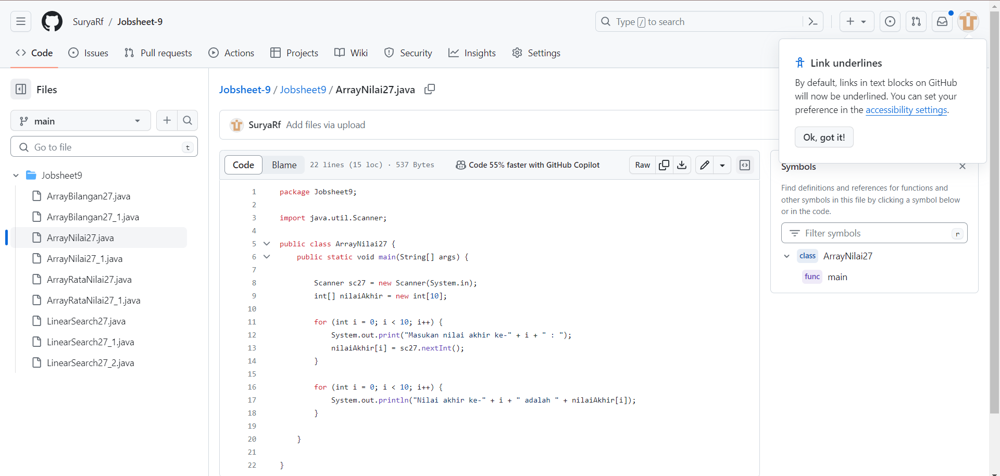 SuryaRf / Jobsheet-9
Type / to search
Code Issues Pull requests Actions Projects Wiki Security Insights Settings
Link underlines
By default, links in text blocks on GitHub
will now be underlined. You can set your
preference in the accessibility settings.
Ok, got it!
Files
main
Go to file t
Jobsheet9
ArrayBilangan27.java
ArrayBilangan27_1.java
ArrayNilai27.java
ArrayNilai27_1.java
ArrayRataNilai27.java
ArrayRataNilai27_1.java
LinearSearch27.java
LinearSearch27_1.java
LinearSearch27_2.java
Jobsheet-9 / Jobsheet9 / ArrayNilai27.java
SuryaRf Add files via upload
Code Blame 22 lines (15 loc) · 537 Bytes Code 55% faster with GitHub Copilot Raw
1 package Jobsheet9;
2
3 import java.util.Scanner;
4
5 public class ArrayNilai27 {
6 public static void main(String[] args) {
7
8 Scanner sc27 = new Scanner(System.in);
9 int[] nilaiAkhir = new int[10];
10
11 for (int i = 0; i < 10; i++) {
12 System.out.print("Masukan nilai akhir ke-" + i + " : ");
13 nilaiAkhir[i] = sc27.nextInt();
14 }
15
16 for (int i = 0; i < 10; i++) {
17 System.out.println("Nilai akhir ke-" + i + " adalah " + nilaiAkhir[i]);
18 }
19
20 }
21
22 }
Symbols
Find definitions and references for functions and
other symbols in this file by clicking a symbol below
or in the code.
Filter symbols r
class ArrayNilai27
func main